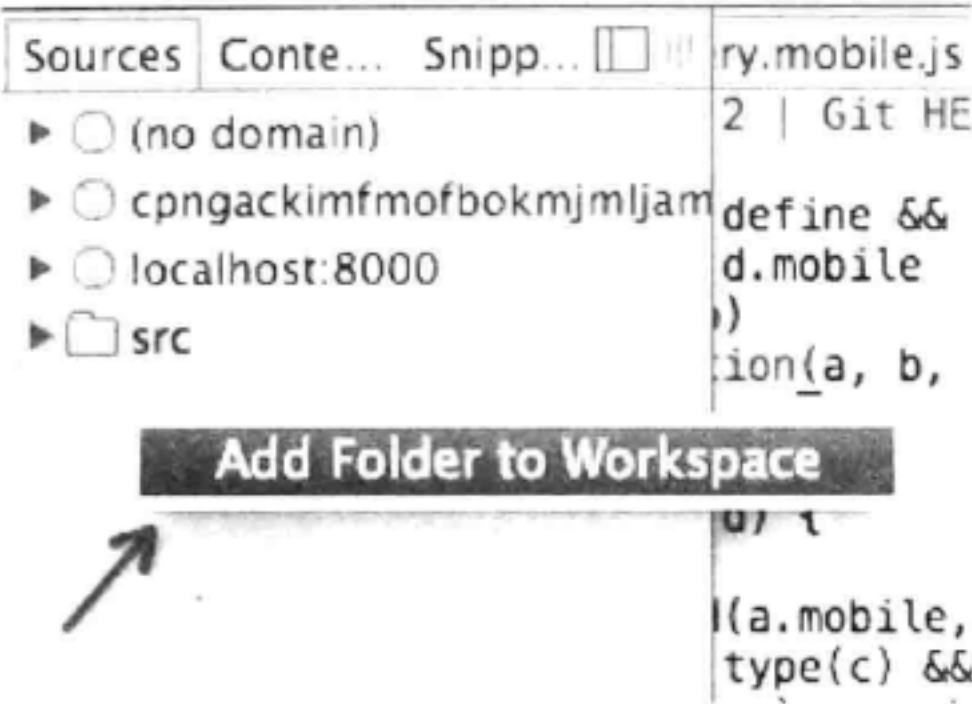 Sources Conte... Snipp...
(no domain)
cpngackimfmofbokmjmljam
localhost:8000
src
Add Folder to Workspace
ry.mobile.js
2 | Git HE
define &&
d.mobile
)
ion(a, b,
d) {
(a.mobile,
type(c) &&